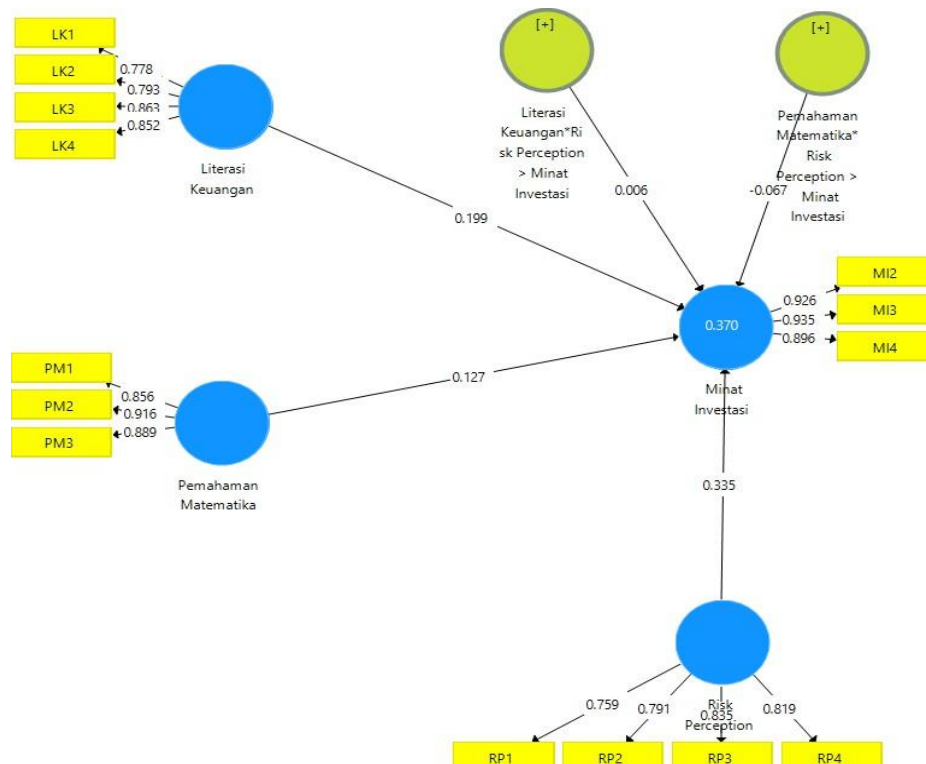 LK1
LK2
LK3
LK4
0.778
0.793
0.863
0.852
Literasi
Keuangan
[+]
Literasi
Keuangan*Ri
sk Perception
> Minat
Investasi
[+]
Pemahaman
Matematika*
Risk
Perception >
Minat
Investasi
0.006
-0.067
0.199
0.370
Minat
Investasi
0.926
0.935
0.896
MI2
MI3
MI4
PM1
PM2
PM3
0.856
0.916
0.889
Pemahaman
Matematika
0.127
0.335
Risk
Perception
0.759
0.791
0.835
0.819
RP1
RP2
RP3
RP4